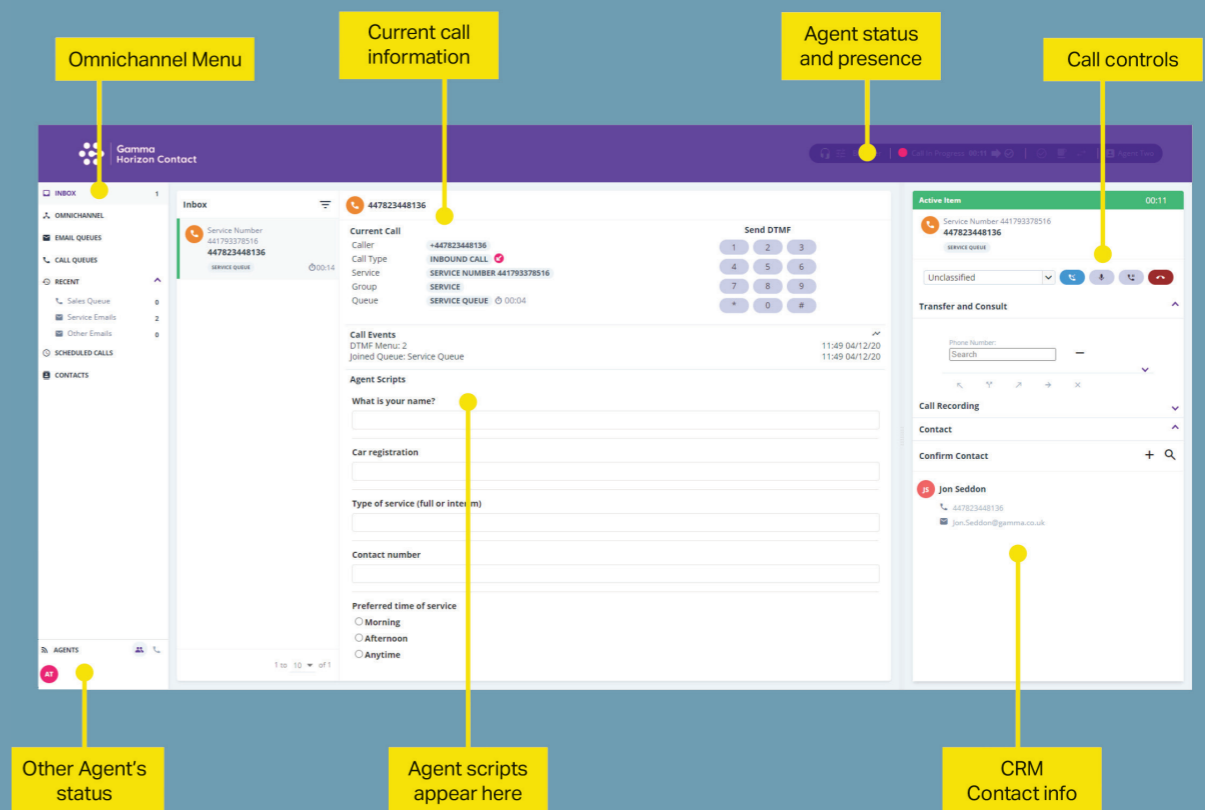 Omnichannel Menu
Current call
information
Agent status
and presence
Call controls
Gamma
Horizon Contact
Call In Progress 00:11
Agent Test
INBOX 1
OMNICHANNEL
EMAIL QUEUES
CALL QUEUES
RECENT
Sales Queue 0
Service Emails 2
Other Emails 0
SCHEDULED CALLS
CONTACTS
AGENTS
AT
Inbox
Service Number
441793378516
447823448136
SERVICE QUEUE 00:14
1 to 10 of 1
447823448136
Current Call
Caller +447823448136
Call Type INBOUND CALL
Service SERVICE NUMBER 441793378516
Group SERVICE
Queue SERVICE QUEUE 00:04
Send DTMF
1 2 3
4 5 6
7 8 9
* 0 #
Call Events
DTMF Menu: 2 11:49 04/12/20
Joined Queue: Service Queue 11:49 04/12/20
Agent Scripts
What is your name?
Car registration
Type of service (full or interim)
Contact number
Preferred time of service
Morning
Afternoon
Anytime
Active Item 00:11
Service Number 441793378516
447823448136
SERVICE QUEUE
Unclassified
Transfer and Consult
Phone Number:
Search
Call Recording
Contact
Confirm Contact
JS Jon Seddon
447823448136
Jon.Seddon@gamma.co.uk
Other Agent's
status
Agent scripts
appear here
CRM
Contact info